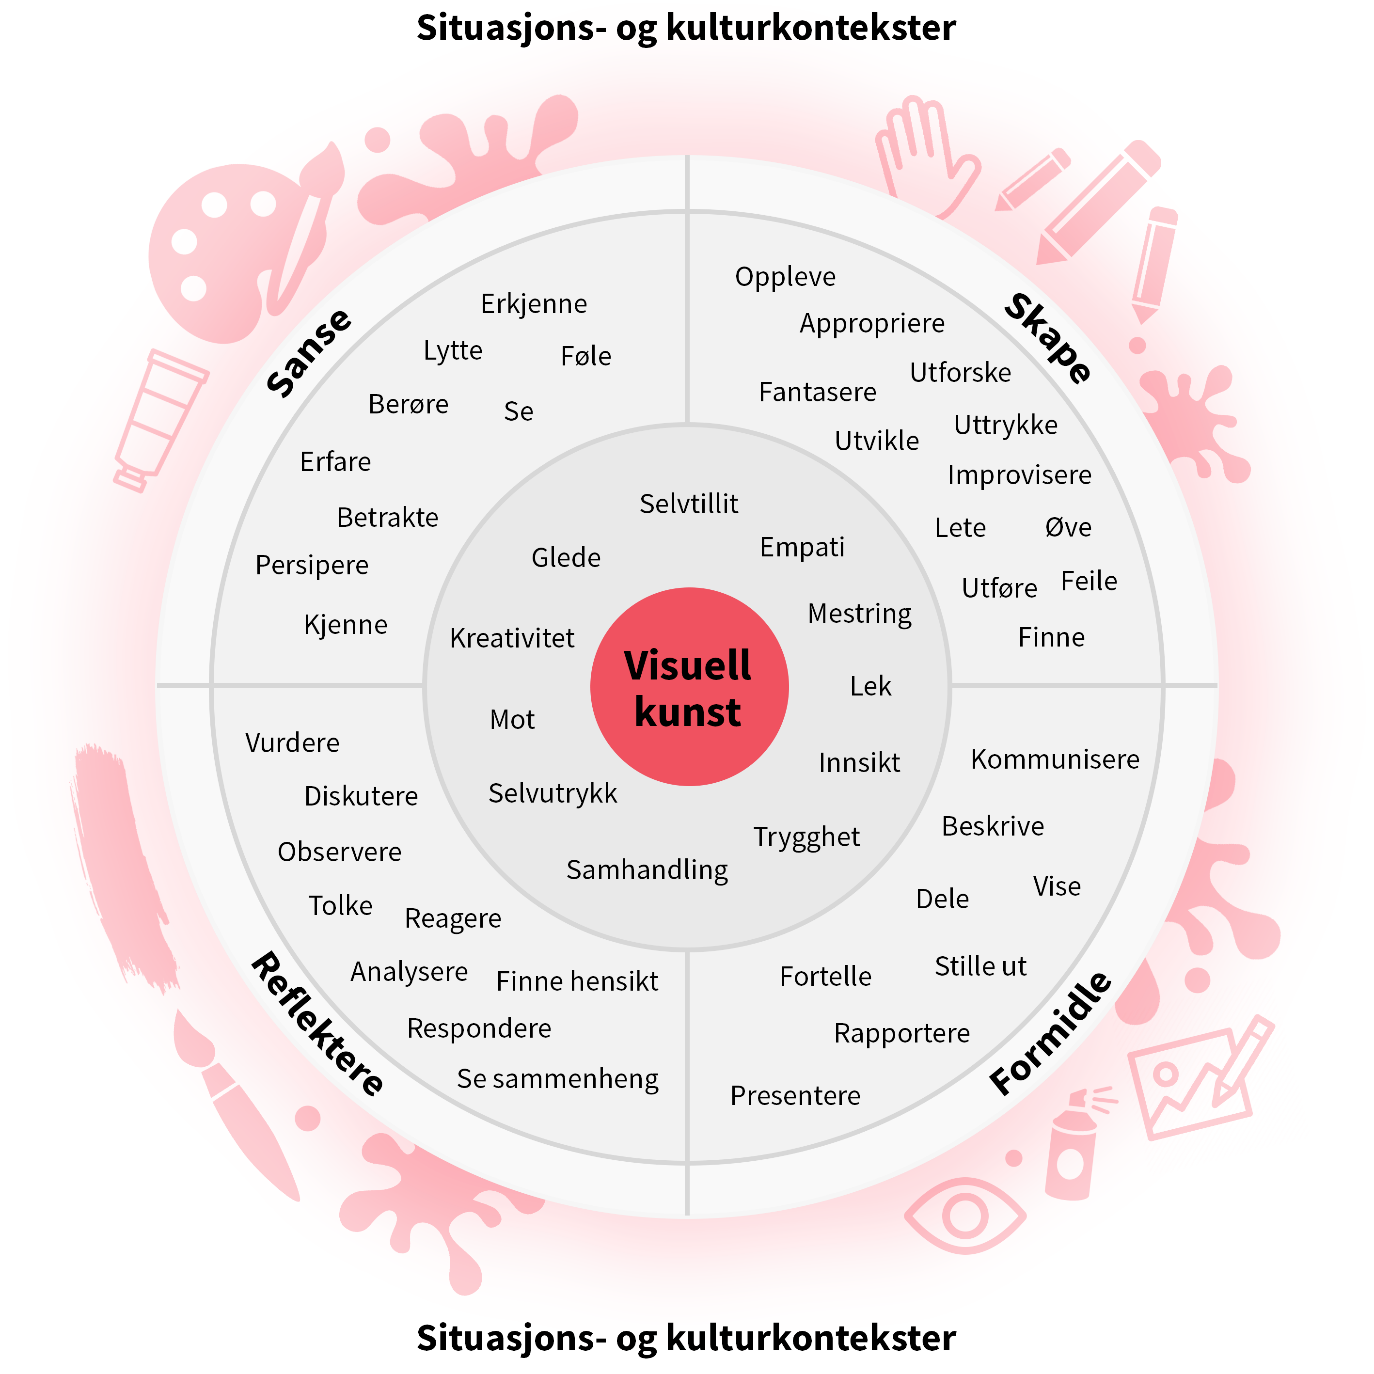 Situasjons- og kulturkontekster
Sanse
Erkjenne
Lytte
Føle
Berøre
Se
Erfare
Betrakte
Persipere
Kjenne
Skape
Oppleve
Appropriere
Utforske
Fantasere
Uttrykke
Utvikle
Improvisere
Lete
Øve
Utføre
Feile
Finne
Selvtillit
Empati
Glede
Mestring
Kreativitet
Visuell
kunst
Lek
Mot
Innsikt
Selvutrykk
Trygghet
Samhandling
Reflektere
Vurdere
Diskutere
Observere
Tolke
Reagere
Analysere
Finne hensikt
Respondere
Se sammenheng
Formidle
Kommunisere
Beskrive
Vise
Dele
Stille ut
Fortelle
Rapportere
Presentere
Situasjons- og kulturkontekster